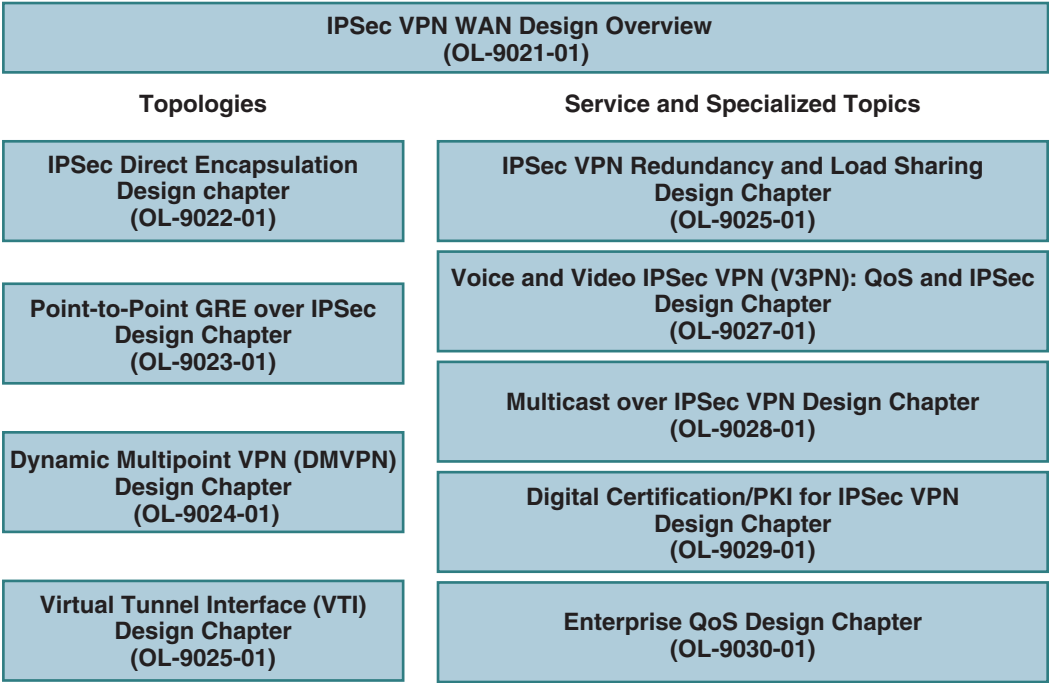 IPSec VPN WAN Design Overview
(OL-9021-01)
Topologies
IPSec Direct Encapsulation
Design chapter
(OL-9022-01)
Point-to-Point GRE over IPSec
Design Chapter
(OL-9023-01)
Dynamic Multipoint VPN (DMVPN)
Design Chapter
(OL-9024-01)
Virtual Tunnel Interface (VTI)
Design Chapter
(OL-9025-01)
Service and Specialized Topics
IPSec VPN Redundancy and Load Sharing
Design Chapter
(OL-9025-01)
Voice and Video IPSec VPN (V3PN): QoS and IPSec
Design Chapter
(OL-9027-01)
Multicast over IPSec VPN Design Chapter
(OL-9028-01)
Digital Certification/PKI for IPSec VPN
Design Chapter
(OL-9029-01)
Enterprise QoS Design Chapter
(OL-9030-01)